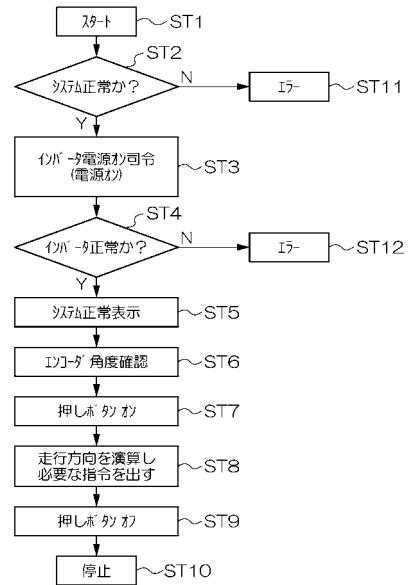 スタート ST1
ST2
システム正常か？ N エラー ST11
Y
インバータ電源オン司令
(電源オン) ST3
ST4
インバータ正常か？ N エラー ST12
Y
システム正常表示 ST5
エンコーダ角度確認 ST6
押しボタンオン ST7
走行方向を演算し
必要な指令を出す ST8
押しボタンオフ ST9
停止 ST10